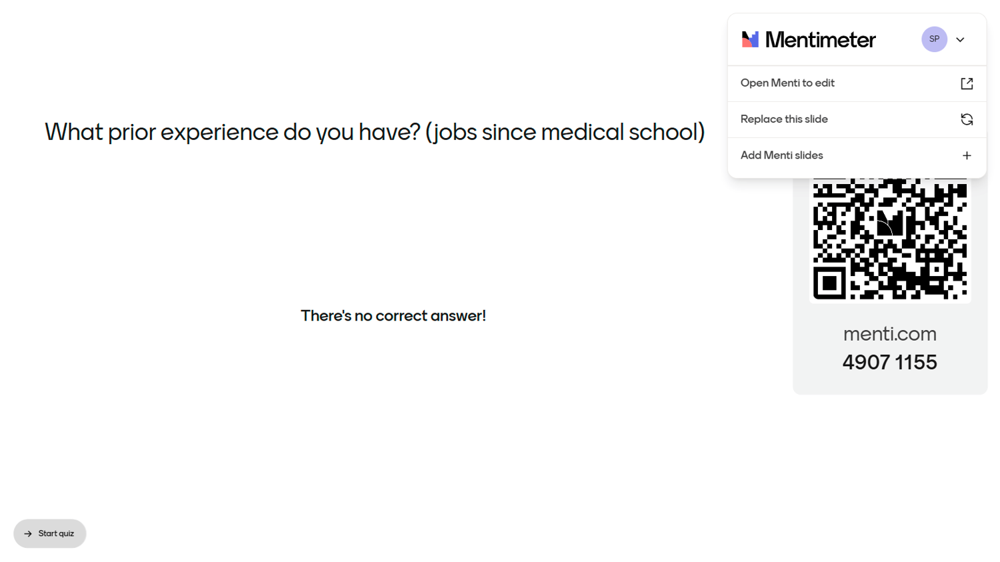 Mentimeter
SP
Open Menti to edit
Replace this slide
Add Menti slides
What prior experience do you have? (jobs since medical school)
There's no correct answer!
menti.com
4907 1155
Start quiz